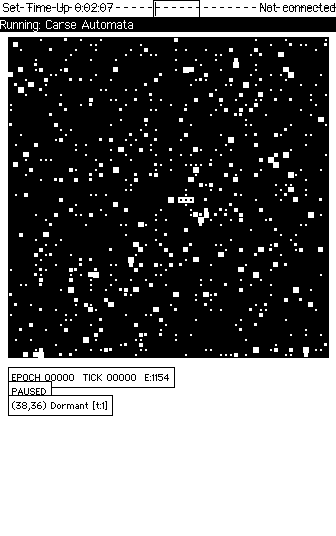 Set Time Up 0:02:07 Not connected
Running: Carse Automata
EPOCH 00000 TICK 00000 E:1154
PAUSED
(38,36) Dormant [t:1]